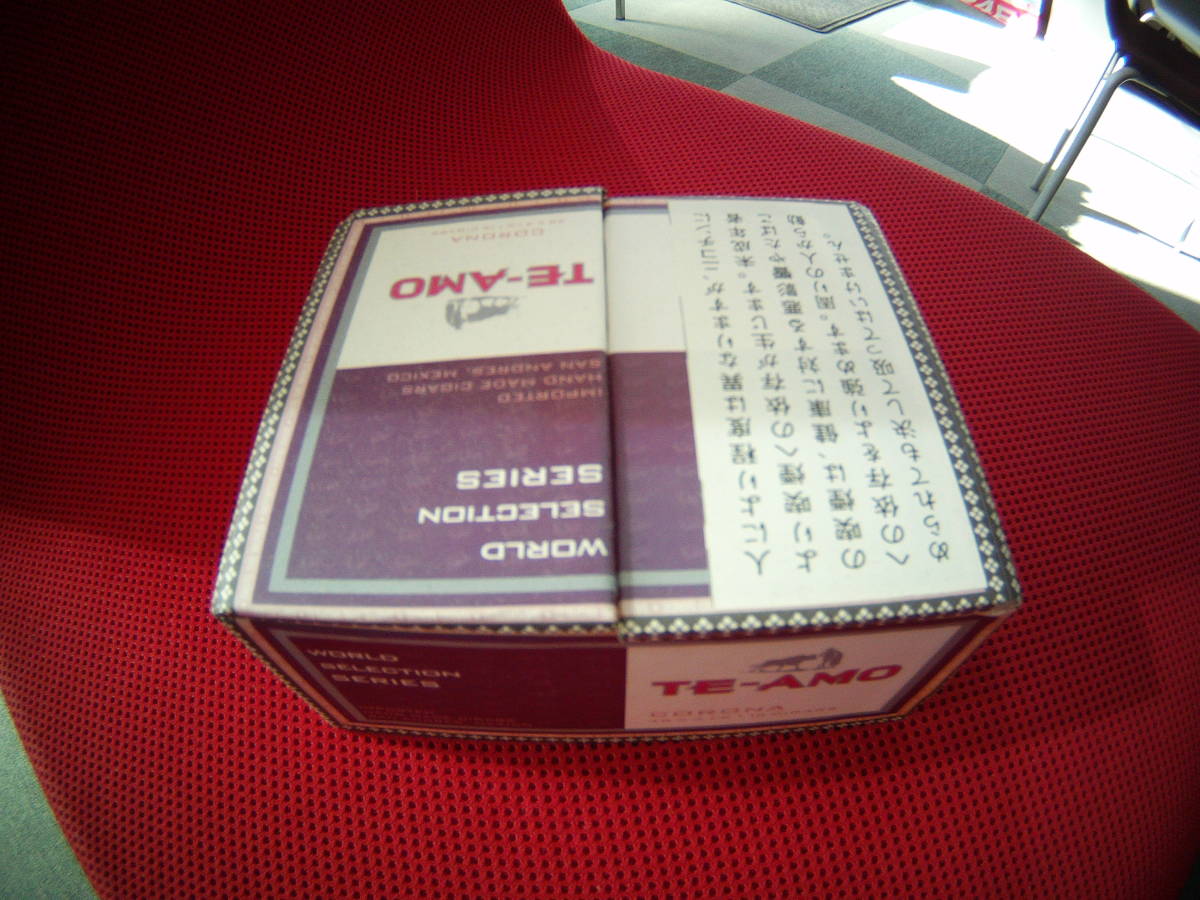 WORLD
SELECTION
SERIES
IMPORTED
HAND MADE CIGARS
SAN ANDRES, MEXICO
TE-AMO
CORONA
人により程度は異なりますが、ニコチンに
より喫煙への依存が生じます。未成年者
の喫煙は、健康に対する悪影響やたばこ
への依存をより強めます。周りの人から勧
められても決して吸ってはいけません。
WORLD
SELECTION
SERIES
TE-AMO
CORONA